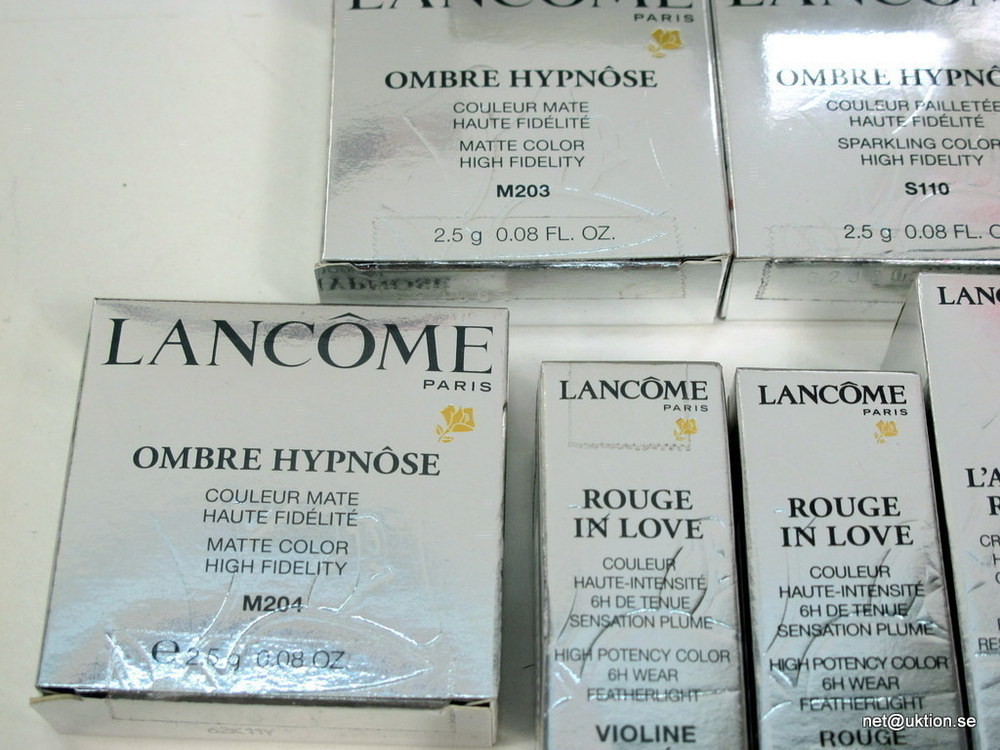 LANCÔME
PARIS
OMBRE HYPNÔSE
COULEUR MATE
HAUTE FIDÉLITÉ
MATTE COLOR
HIGH FIDELITY
M203
2.5 g 0.08 FL. OZ.
LANCÔM
OMBRE HYPNÔ
COULEUR PAILLETÉE
HAUTE FIDÉLITÉ
SPARKLING COLOR
HIGH FIDELITY
S110
2.5 g 0.08 FL. O
LANCÔME
PARIS
OMBRE HYPNÔSE
COULEUR MATE
HAUTE FIDÉLITÉ
MATTE COLOR
HIGH FIDELITY
M204
℮ 2.5 g 0.08 OZ.
LANCÔME
PARIS
ROUGE
IN LOVE
COULEUR
HAUTE-INTENSITÉ
6H DE TENUE
SENSATION PLUME
HIGH POTENCY COLOR
6H WEAR
FEATHERLIGHT
VIOLINE
LANCÔME
PARIS
ROUGE
IN LOVE
COULEUR
HAUTE-INTENSITÉ
6H DE TENUE
SENSATION PLUME
HIGH POTENCY COLOR
6H WEAR
FEATHERLIGHT
ROUGE
LANC
L'A
R
CR
H
RE
net@uktion.se